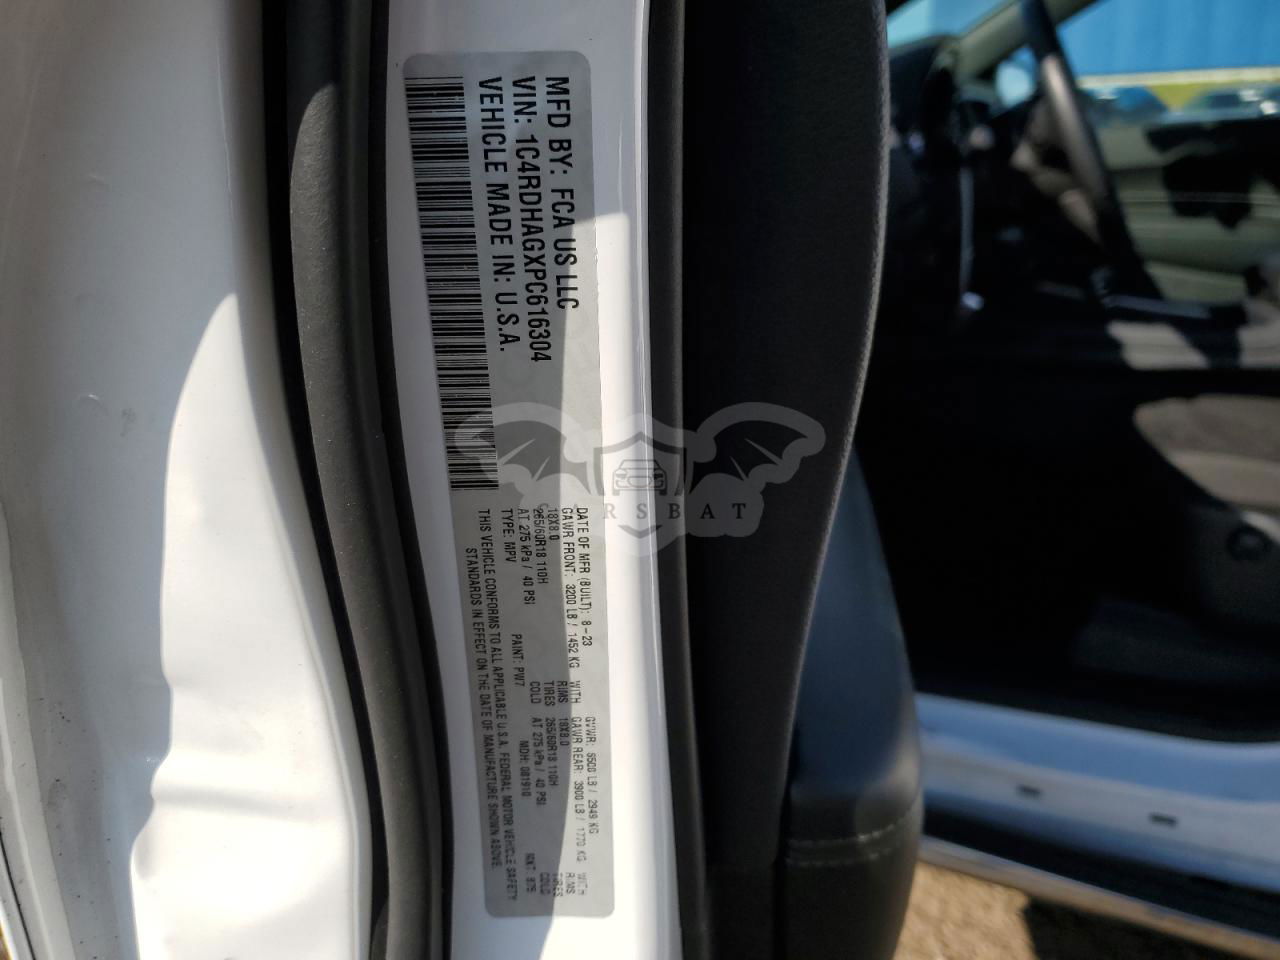 MFD BY: FCA US LLC
VIN: 1C4RDHAGXPC616304
VEHICLE MADE IN: U.S.A.
DATE OF MFR (BUILT): 8-23 GVWR: 6500 LB / 2949 KG
GAWR FRONT: 3200 LB / 1452 KG WITH GAWR REAR: 3900 LB / 1770 KG WITH
18X8.0 RIMS 18X8.0 RIMS
265/60R18 110H TIRES 265/60R18 110H TIRES
AT 275 kPa / 40 PSI COLD AT 275 kPa / 40 PSI COLD
TYPE: MPV PAINT: PW7 MDH: 081910
THIS VEHICLE CONFORMS TO ALL APPLICABLE U.S.A. FEDERAL MOTOR VEHICLE SAFETY
STANDARDS IN EFFECT ON THE DATE OF MANUFACTURE SHOWN ABOVE.
RSBAT